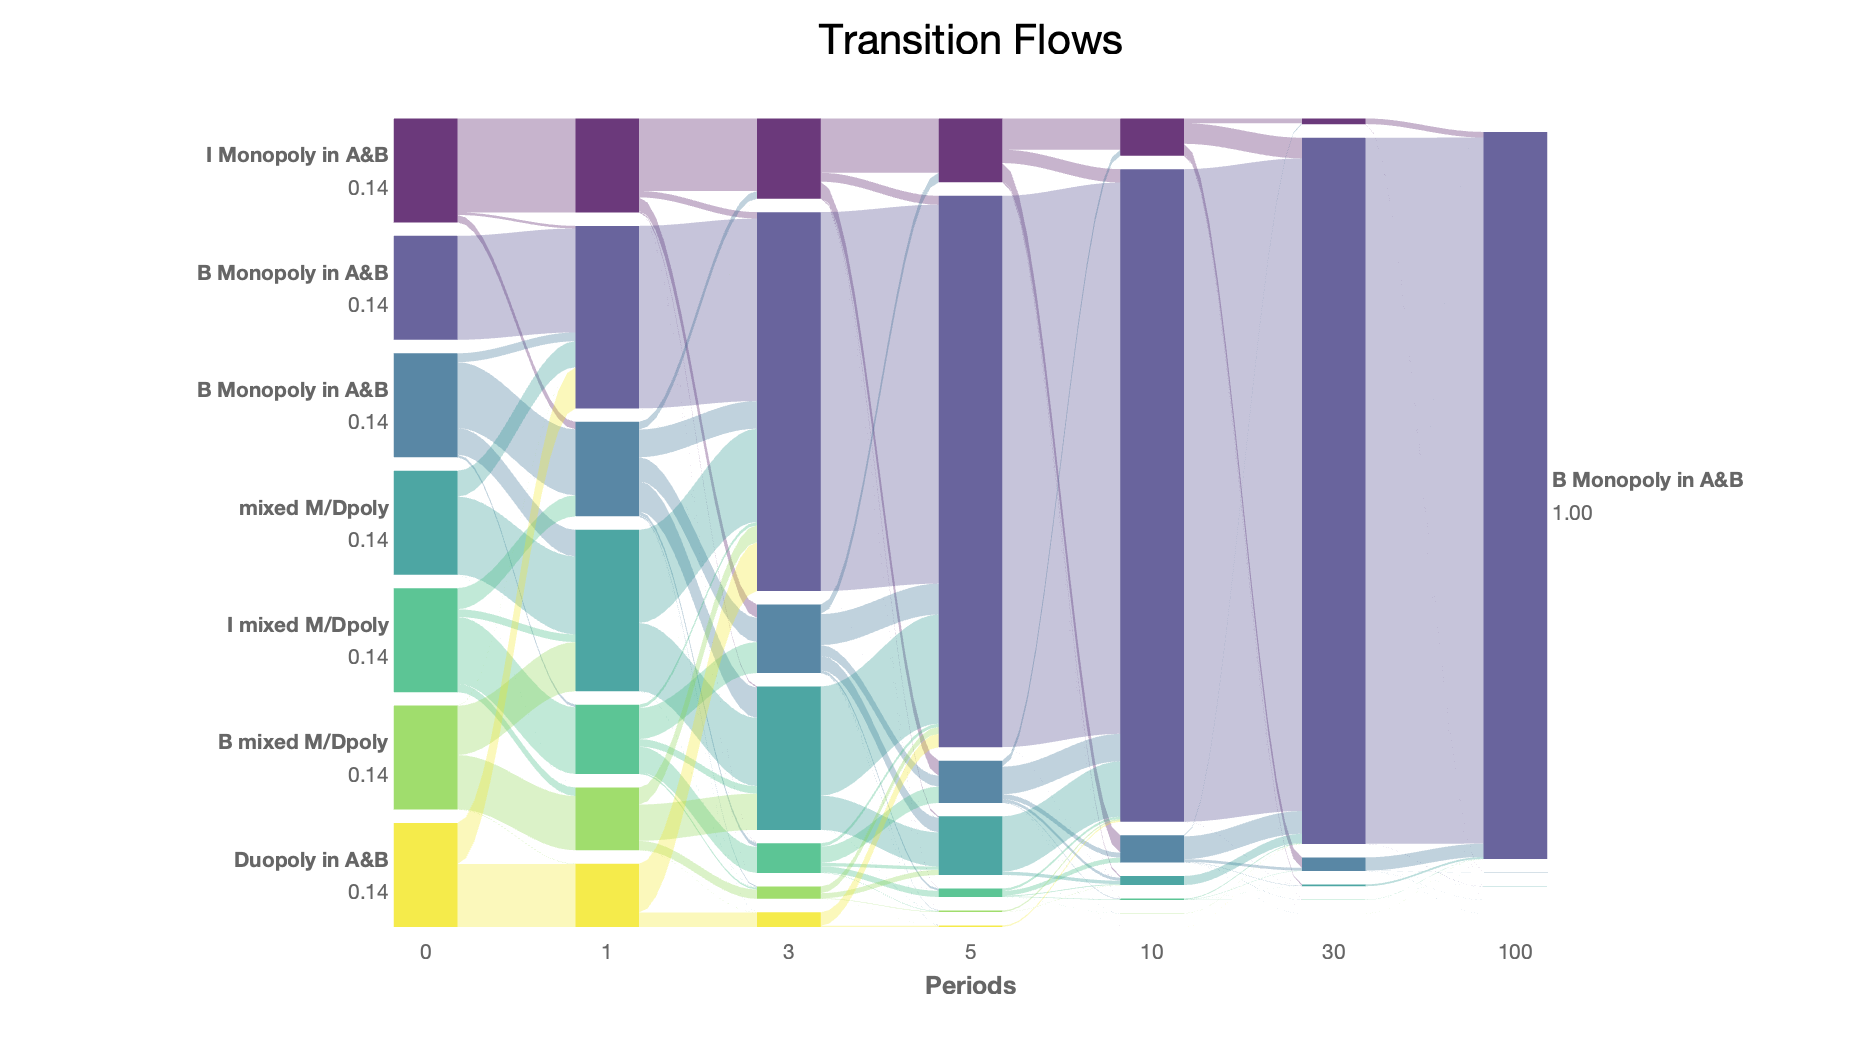 Transition Flows
I Monopoly in A&B
0.14
B Monopoly in A&B
0.14
B Monopoly in A&B
0.14
mixed M/Dpoly
0.14
I mixed M/Dpoly
0.14
B mixed M/Dpoly
0.14
Duopoly in A&B
0.14
B Monopoly in A&B
1.00
0 1 3 5 10 30 100
Periods